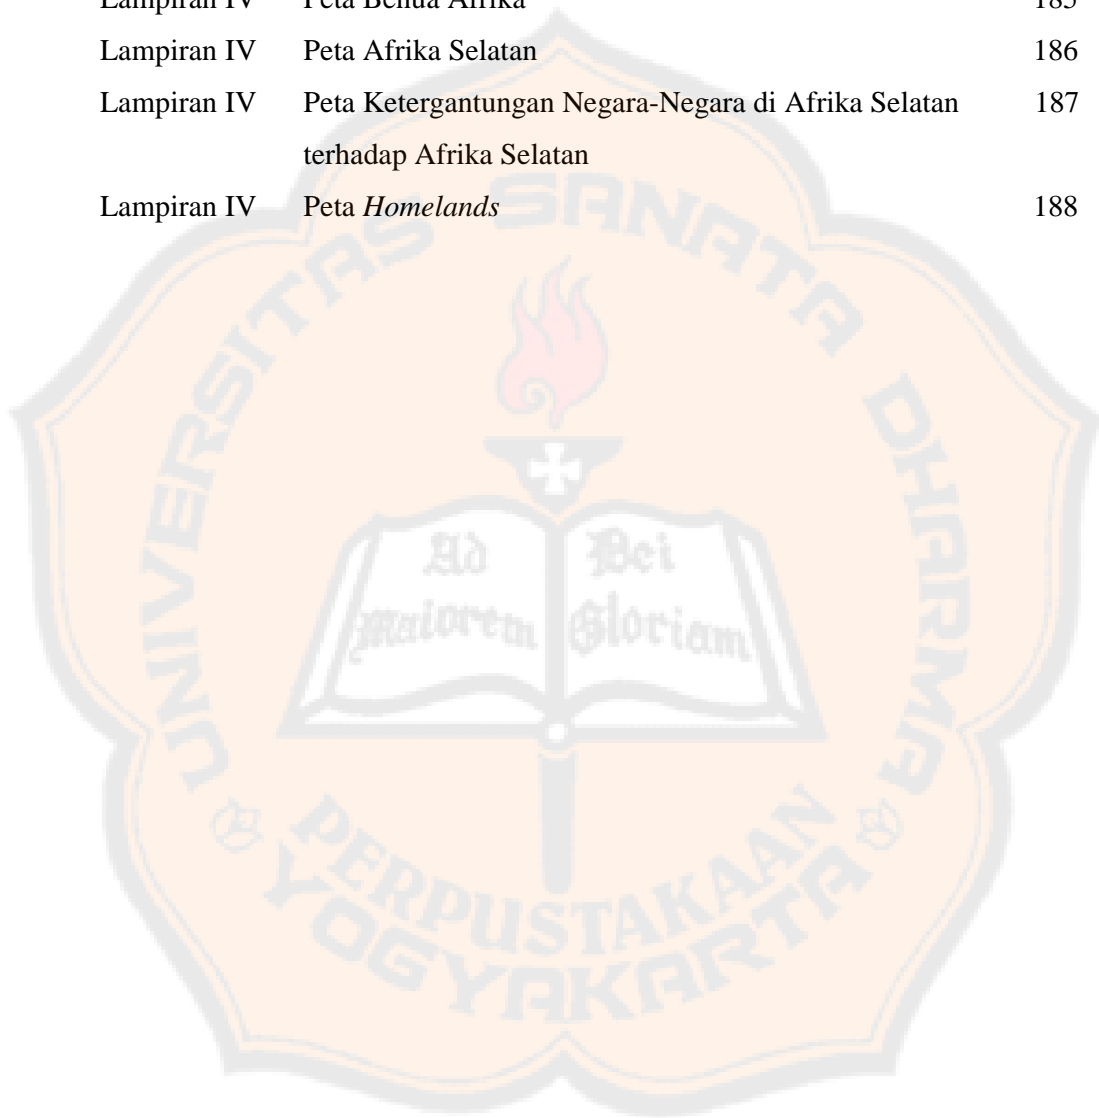 Lampiran IV Peta Benua Afrika 185
Lampiran IV Peta Afrika Selatan 186
Lampiran IV Peta Ketergantungan Negara-Negara di Afrika Selatan 187
terhadap Afrika Selatan
Lampiran IV Peta Homelands 188
UNIVERSITAS SANATA DHARMA
Ad Dei
Maiorem Gloriam
PERPUSTAKAAN
YOGYAKARTA